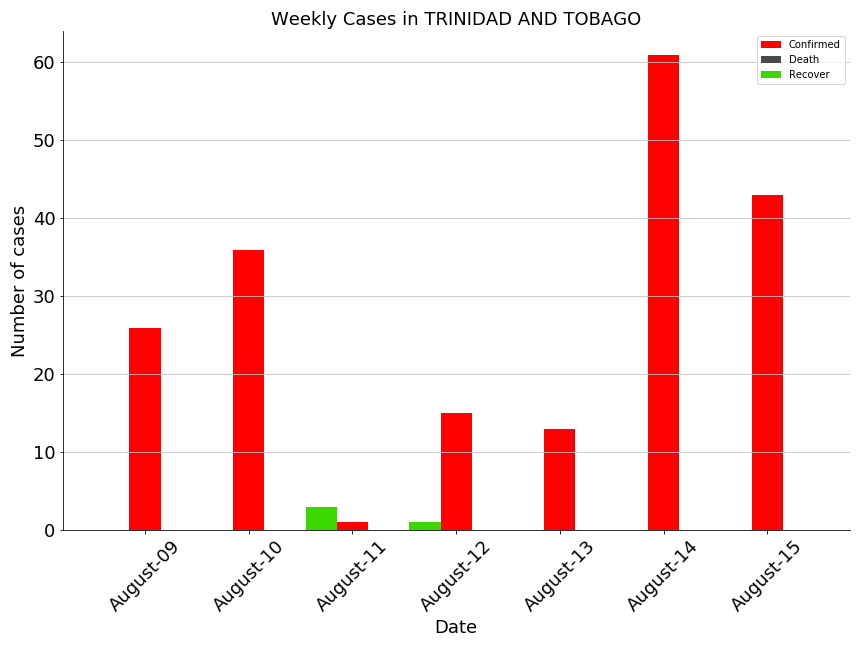 Weekly Cases in TRINIDAD AND TOBAGO
Confirmed
Death
Recover
60
50
40
30
20
10
0
Number of cases
August-09
August-10
August-11
August-12
August-13
August-14
August-15
Date